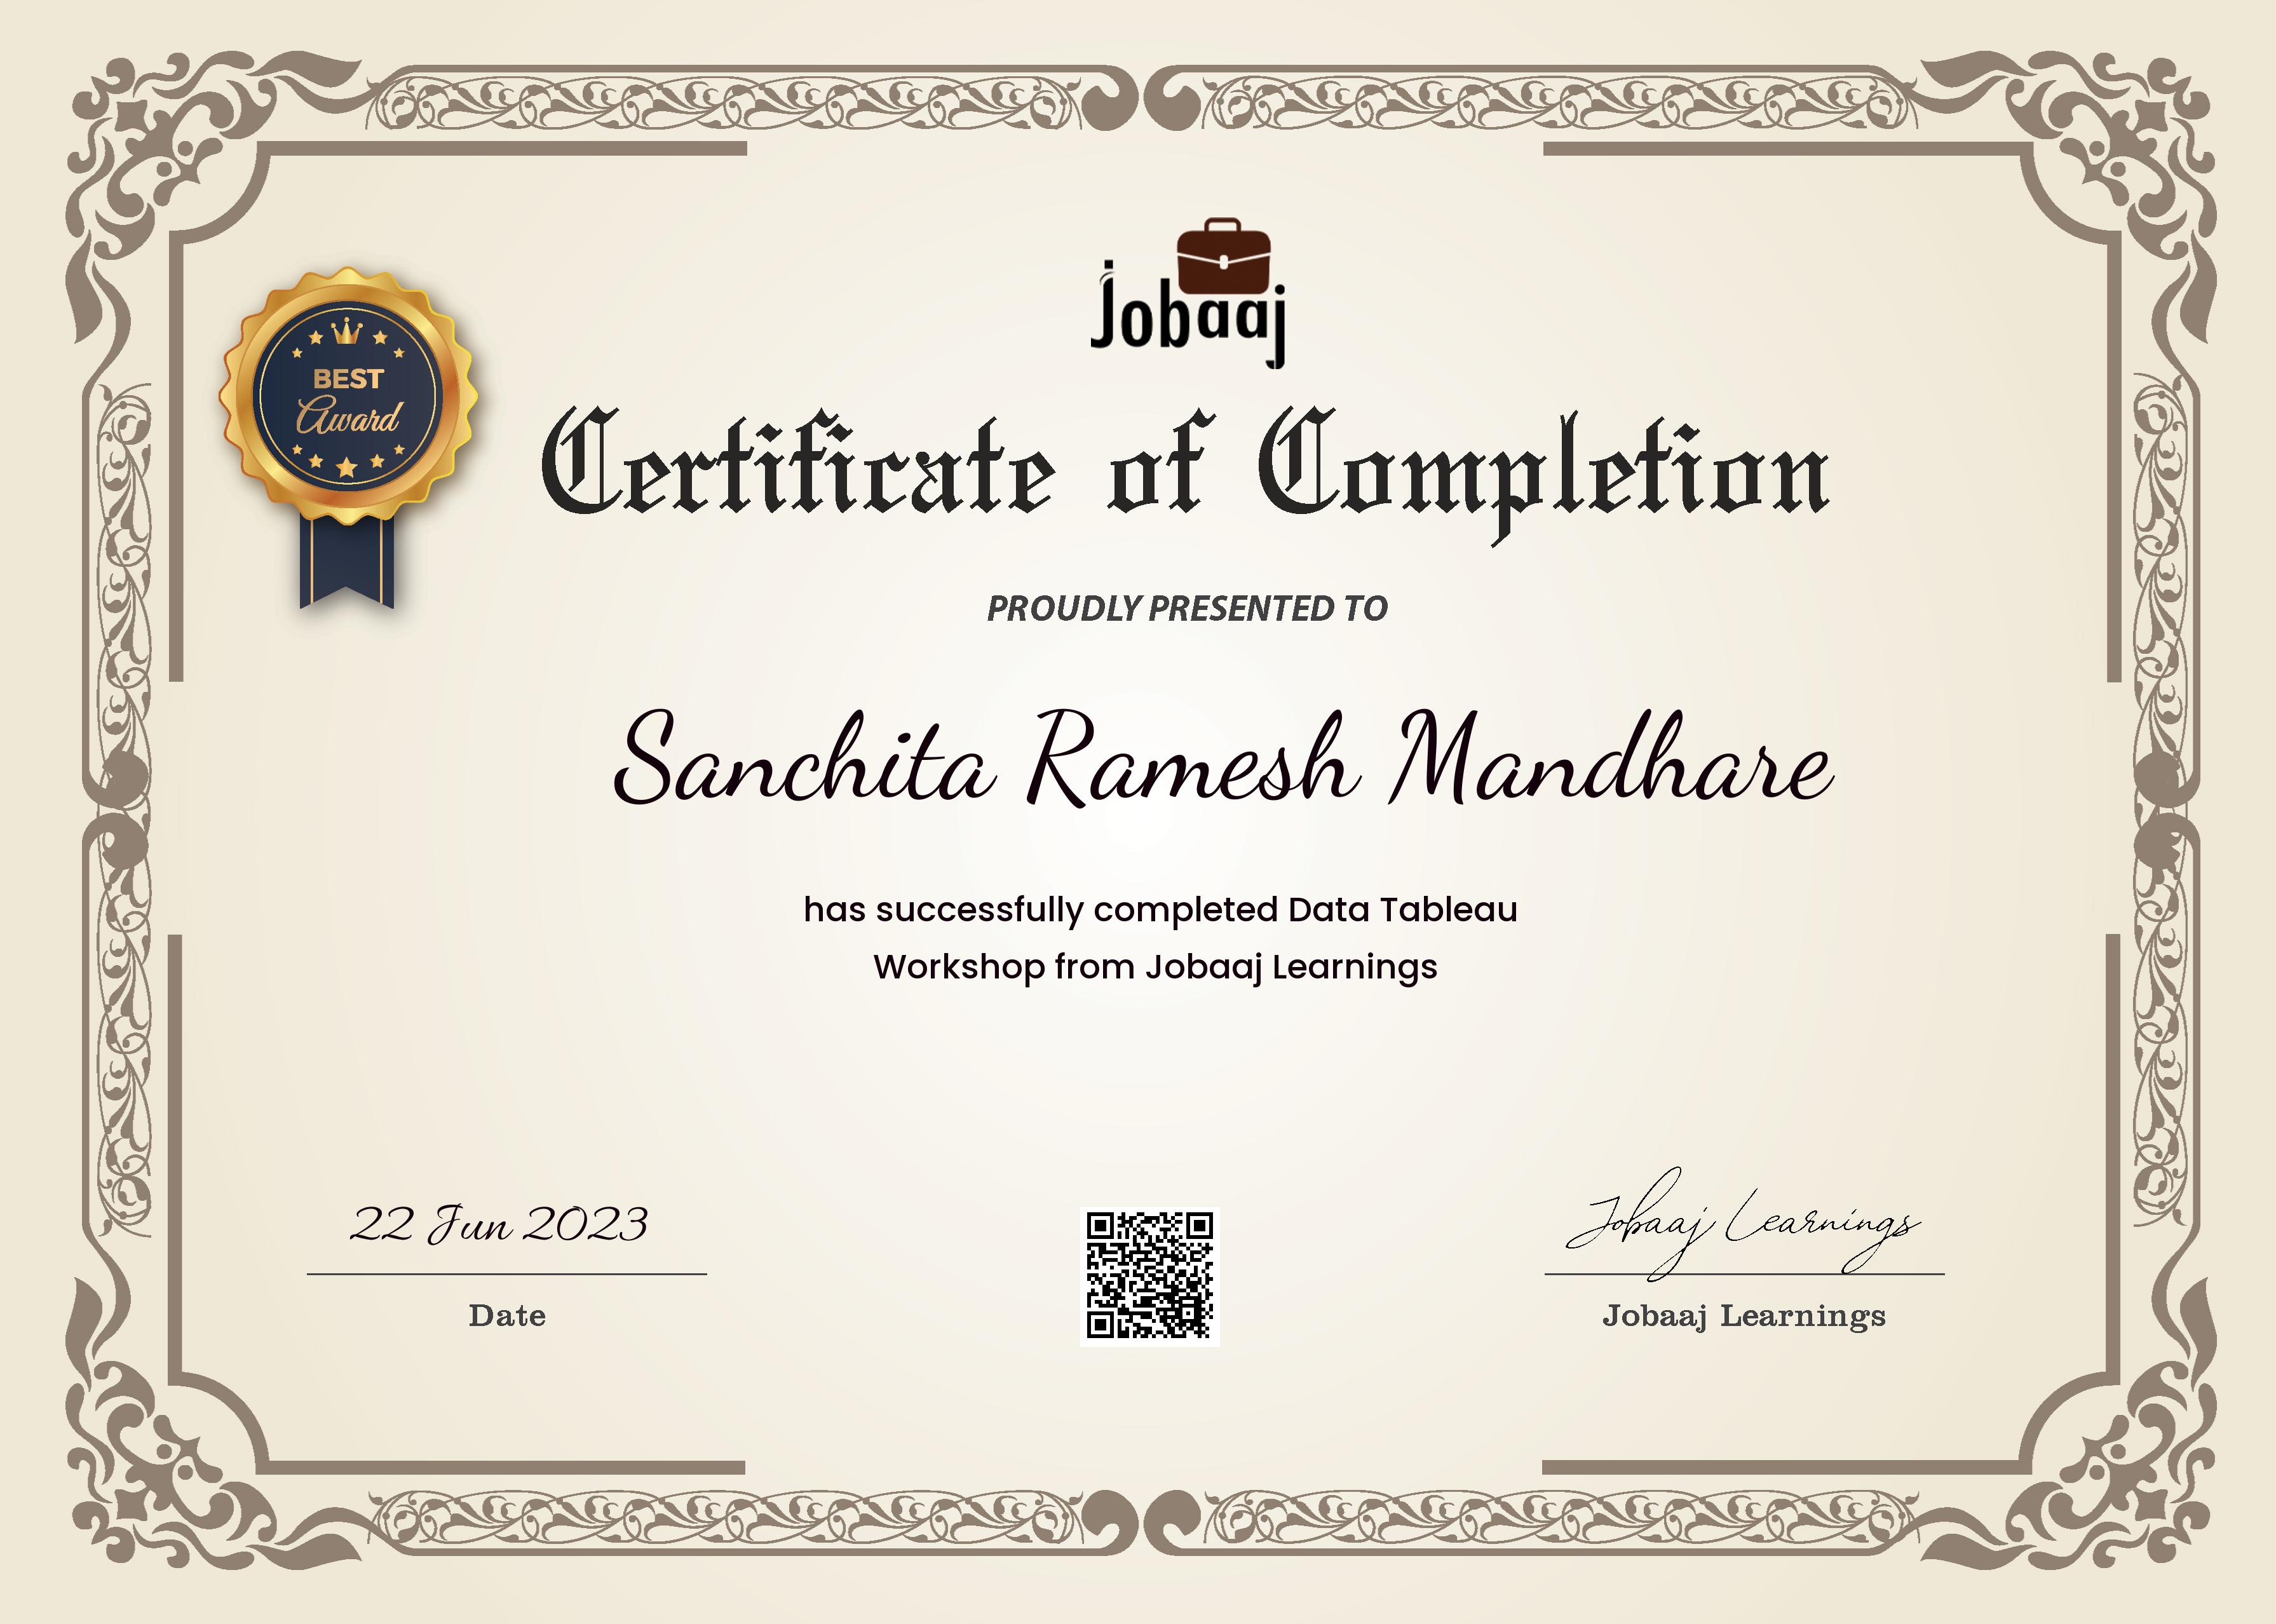 Jobaaj
BEST
Award
Certificate of Completion
PROUDLY PRESENTED TO
Sanchita Ramesh Mandhare
has successfully completed Data Tableau
Workshop from Jobaaj Learnings
22 Jun 2023
Date
Jobaaj Learnings
Jobaaj Learnings